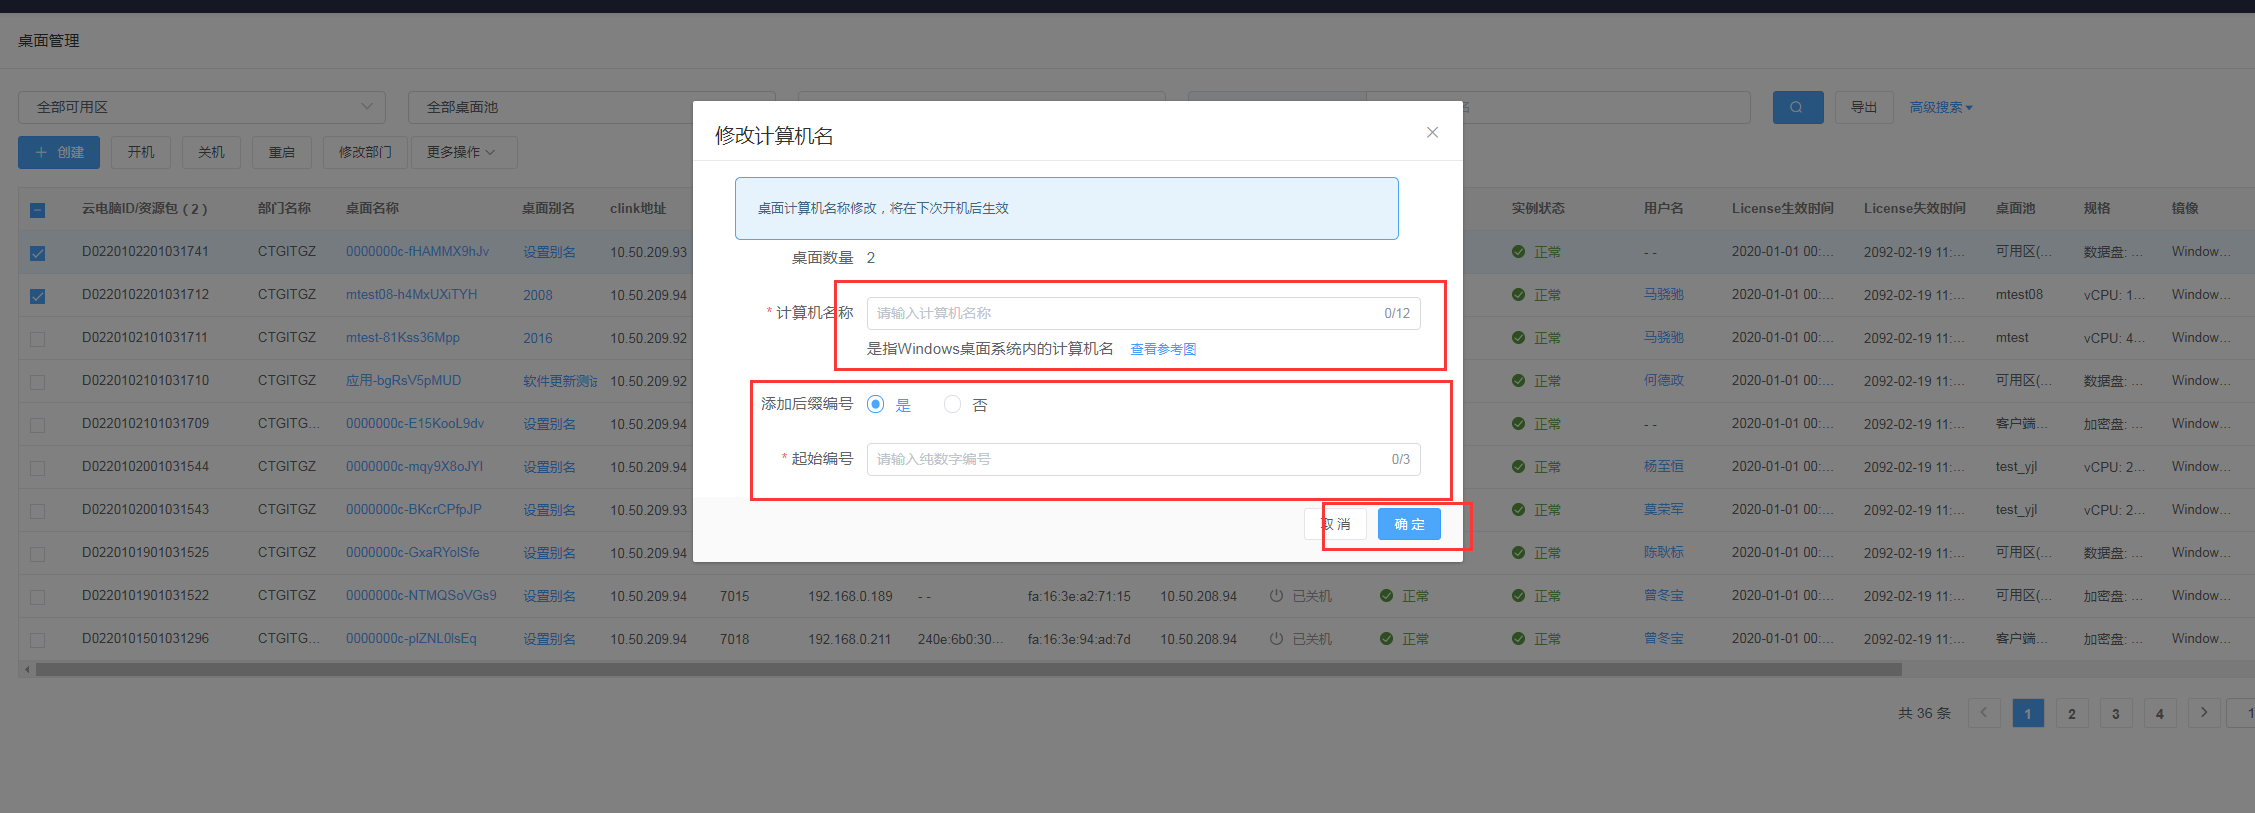 桌面管理
全部可用区 全部桌面池 名 导出 高级搜索
创建 开机 关机 重启 修改部门 更多操作
修改计算机名
桌面计算机名称修改，将在下次开机后生效
桌面数量 2
* 计算机名称 请输入计算机名称 0/12
是指Windows桌面系统内的计算机名 查看参考图
添加后缀编号 是 否
* 起始编号 请输入纯数字编号 0/3
取消 确定
云电脑ID/资源包（2） 部门名称 桌面名称 桌面别名 clink地址 实例状态 用户名 License生效时间 License失效时间 桌面池 规格 镜像
D0220102201031741 CTGITGZ 0000000c-fHAMMX9hJv 设置别名 10.50.209.93 正常 - - 2020-01-01 00:... 2092-02-19 11:... 可用区(... 数据盘: ... Window...
D0220102201031712 CTGITGZ mtest08-h4MxUXiTYH 2008 10.50.209.94 正常 马骁驰 2020-01-01 00:... 2092-02-19 11:... mtest08 vCPU: 1... Window...
D0220102101031711 CTGITGZ mtest-81Kss36Mpp 2016 10.50.209.92 正常 马骁驰 2020-01-01 00:... 2092-02-19 11:... mtest vCPU: 4... Window...
D0220102101031710 CTGITGZ 应用-bgRsV5pMUD 软件更新测试 10.50.209.92 正常 何德政 2020-01-01 00:... 2092-02-19 11:... 可用区(... 数据盘: ... Window...
D0220102101031709 CTGITG... 0000000c-E15KooL9dv 设置别名 10.50.209.94 正常 - - 2020-01-01 00:... 2092-02-19 11:... 客户端... 加密盘: ... Window...
D0220102001031544 CTGITGZ 0000000c-mqy9X8oJYI 设置别名 10.50.209.94 正常 杨至恒 2020-01-01 00:... 2092-02-19 11:... test_yjl vCPU: 2... Window...
D0220102001031543 CTGITGZ 0000000c-BKcrCPfpJP 设置别名 10.50.209.93 正常 莫荣军 2020-01-01 00:... 2092-02-19 11:... test_yjl vCPU: 2... Window...
D0220101901031525 CTGITGZ 0000000c-GxaRYolSfe 设置别名 10.50.209.94 正常 陈耿标 2020-01-01 00:... 2092-02-19 11:... 可用区(... 数据盘: ... Window...
D0220101901031522 CTGITGZ 0000000c-NTMQSoVGs9 设置别名 10.50.209.94 7015 192.168.0.189 - - fa:16:3e:a2:71:15 10.50.208.94 已关机 正常 正常 曾冬宝 2020-01-01 00:... 2092-02-19 11:... 可用区(... 加密盘: ... Window...
D0220101501031296 CTGITG... 0000000c-plZNL0lsEq 设置别名 10.50.209.94 7018 192.168.0.211 240e:6b0:30... fa:16:3e:94:ad:7d 10.50.208.94 已关机 正常 正常 曾冬宝 2020-01-01 00:... 2092-02-19 11:... 客户端... 加密盘: ... Window...
共 36 条 1 2 3 4 1